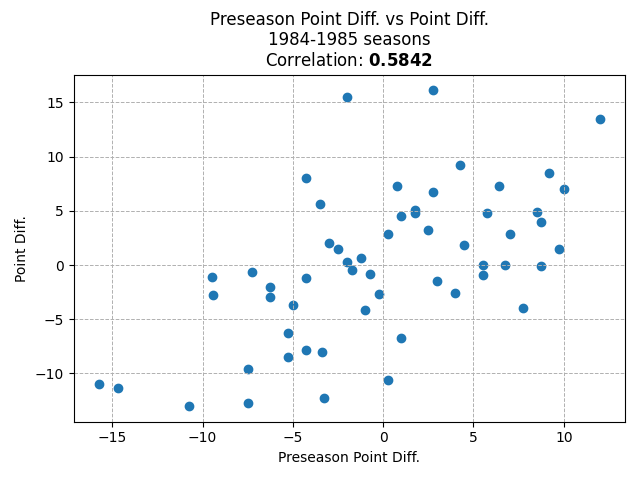 Preseason Point Diff. vs Point Diff.
1984-1985 seasons
Correlation: 0.5842
15
10
5
0
−5
−10
Point Diff.
−15
−10
−5
0
5
10
Preseason Point Diff.